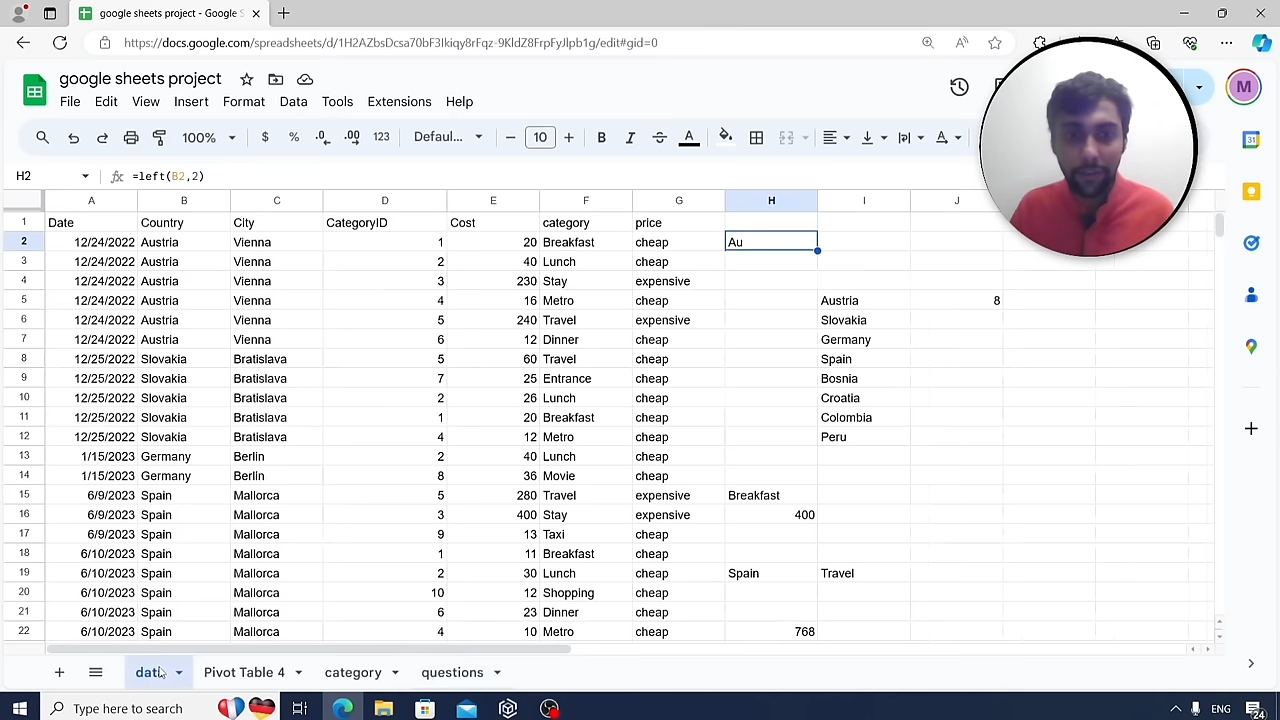 google sheets project - Google S
https://docs.google.com/spreadsheets/d/
google sheets project
File Edit View Insert Format Data Tools Extensions Help
M
100% $ % .0 .00 123 Defaul... 10 B I S A
H2 fx =left(B2,2)
A B C D E F G H I J
1 Date Country City CategoryID Cost category price
2 12/24/2022 Austria Vienna 1 20 Breakfast cheap Au
3 12/24/2022 Austria Vienna 2 40 Lunch cheap
4 12/24/2022 Austria Vienna 3 230 Stay expensive
5 12/24/2022 Austria Vienna 4 16 Metro cheap Austria 8
6 12/24/2022 Austria Vienna 5 240 Travel expensive Slovakia
7 12/24/2022 Austria Vienna 6 12 Dinner cheap Germany
8 12/25/2022 Slovakia Bratislava 5 60 Travel cheap Spain
9 12/25/2022 Slovakia Bratislava 7 25 Entrance cheap Bosnia
10 12/25/2022 Slovakia Bratislava 2 26 Lunch cheap Croatia
11 12/25/2022 Slovakia Bratislava 1 20 Breakfast cheap Colombia
12 12/25/2022 Slovakia Bratislava 4 12 Metro cheap Peru
13 1/15/2023 Germany Berlin 2 40 Lunch cheap
14 1/15/2023 Germany Berlin 8 36 Movie cheap
15 6/9/2023 Spain Mallorca 5 280 Travel expensive Breakfast
16 6/9/2023 Spain Mallorca 3 400 Stay expensive 400
17 6/9/2023 Spain Mallorca 9 13 Taxi cheap
18 6/10/2023 Spain Mallorca 1 11 Breakfast cheap
19 6/10/2023 Spain Mallorca 2 30 Lunch cheap Spain Travel
20 6/10/2023 Spain Mallorca 10 12 Shopping cheap
21 6/10/2023 Spain Mallorca 6 23 Dinner cheap
22 6/10/2023 Spain Mallorca 4 10 Metro cheap 768
Pivot Table 4 category questions
Type here to search ENG 24